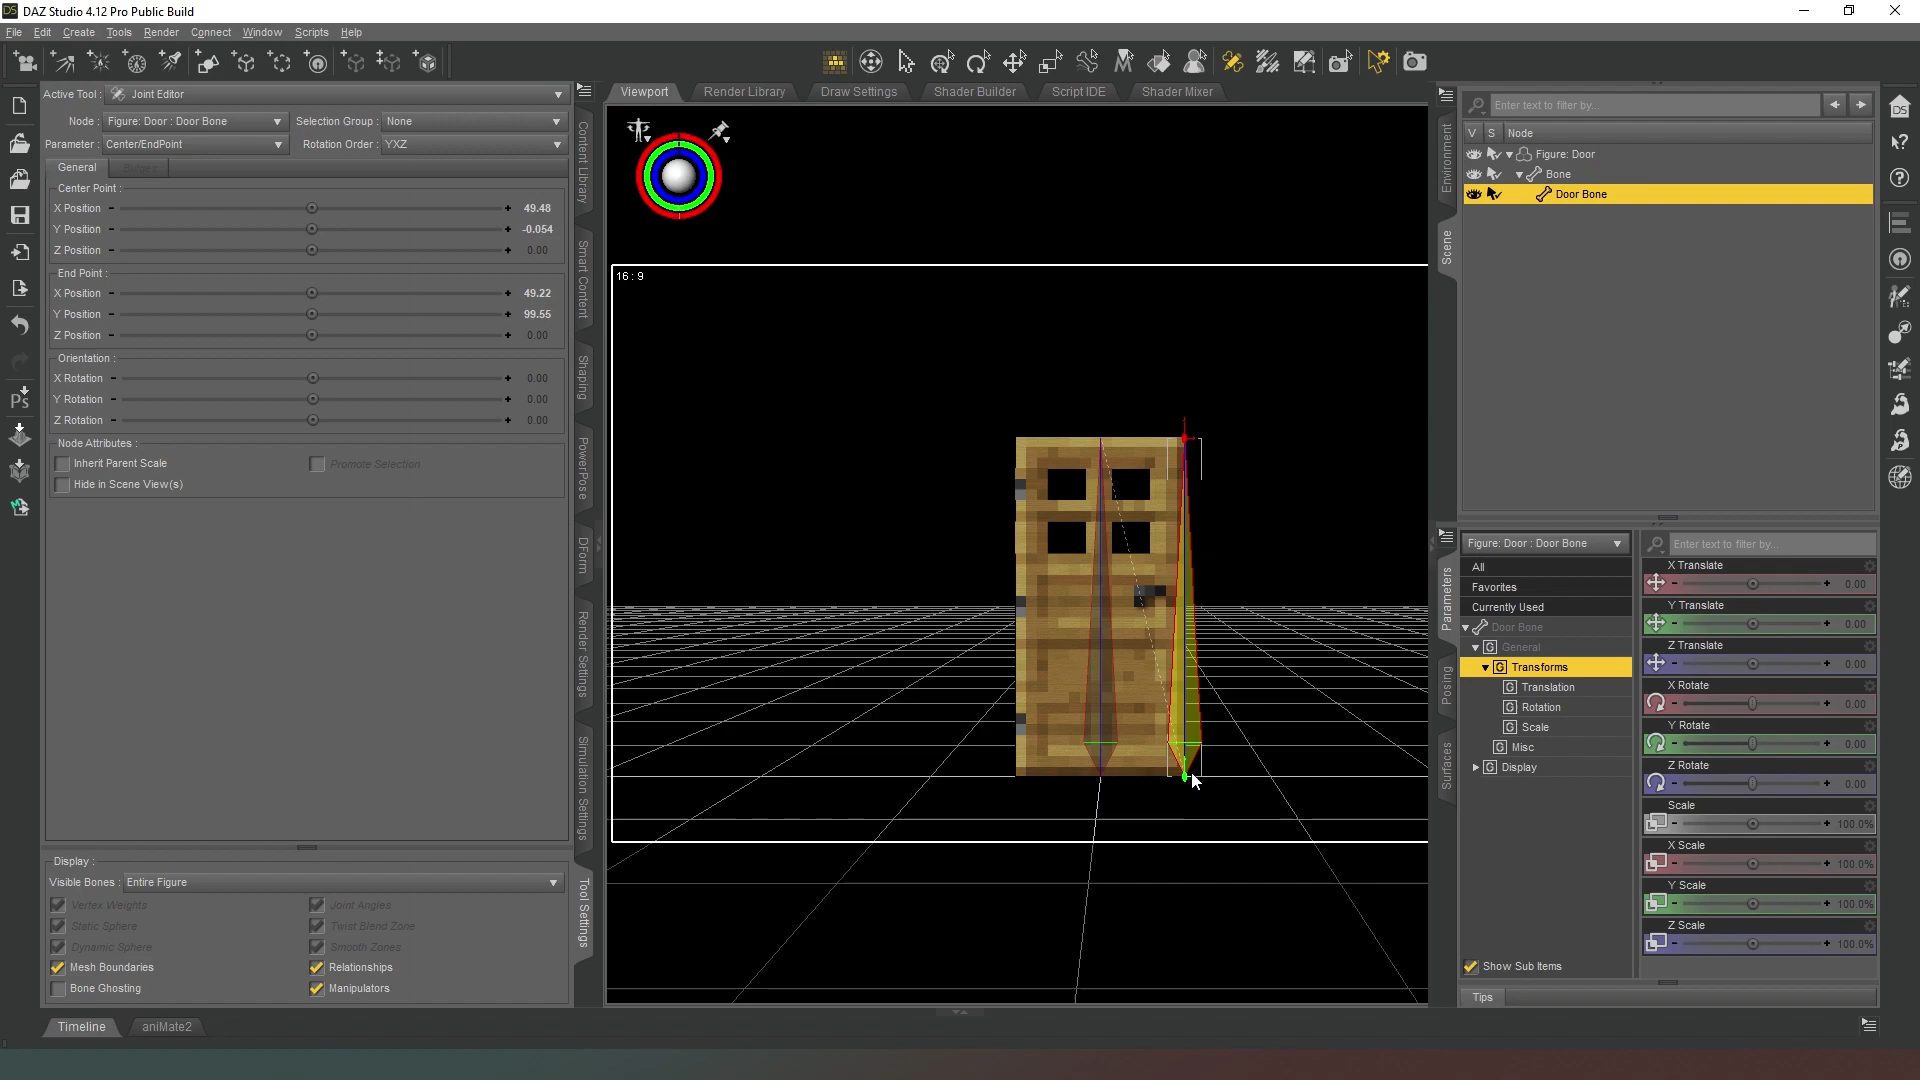 DAZ Studio 4.12 Pro Public Build
File Edit Create Tools Render Connect Window Scripts Help
Active Tool : Joint Editor
Node : Figure: Door : Door Bone Selection Group : None
Parameter : Center/EndPoint Rotation Order : YXZ
General Bulges
Center Point :
X Position - + 49.48
Y Position - + -0.054
Z Position - + 0.00
End Point :
X Position - + 49.22
Y Position - + 99.55
Z Position - + 0.00
Orientation :
X Rotation - + 0.00
Y Rotation - + 0.00
Z Rotation - + 0.00
Node Attributes :
Inherit Parent Scale Promote Selection
Hide in Scene View(s)
Display :
Visible Bones : Entire Figure
Vertex Weights Joint Angles
Static Sphere Twist Blend Zone
Dynamic Sphere Smooth Zones
Mesh Boundaries Relationships
Bone Ghosting Manipulators
Timeline aniMate2
Content Library
Smart Content
Shaping
PowerPose
DForm
Render Settings
Simulation Settings
Tool Settings
Viewport Render Library Draw Settings Shader Builder Script IDE Shader Mixer
16 : 9
Environment
Scene
Enter text to filter by...
V S Node
Figure: Door
Bone
Door Bone
Parameters
Posing
Surfaces
Figure: Door : Door Bone
All
Favorites
Currently Used
Door Bone
G General
G Transforms
G Translation
G Rotation
G Scale
G Misc
G Display
Show Sub Items
Enter text to filter by...
X Translate
- + 0.00
Y Translate
- + 0.00
Z Translate
- + 0.00
X Rotate
- + 0.00
Y Rotate
- + 0.00
Z Rotate
- + 0.00
Scale
- + 100.0%
X Scale
- + 100.0%
Y Scale
- + 100.0%
Z Scale
- + 100.0%
Tips